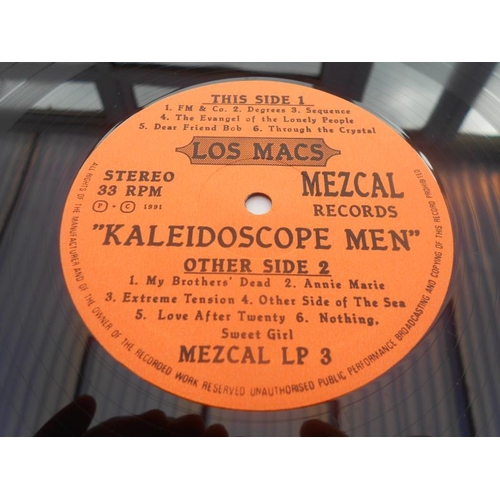 THIS SIDE 1
1. FM & Co. 2. Degrees 3. Sequence
4. The Evangel of the Lonely People
5. Dear Friend Bob 6. Through the Crystal
LOS MACS
STEREO
33 RPM
P • C 1991
MEZCAL
RECORDS
"KALEIDOSCOPE MEN"
OTHER SIDE 2
1. My Brothers' Dead 2. Annie Marie
3. Extreme Tension 4. Other Side of The Sea
5. Love After Twenty 6. Nothing,
Sweet Girl
MEZCAL LP 3
ALL RIGHTS OF THE MANUFACTURER AND OF THE OWNER OF THE RECORDED WORK RESERVED UNAUTHORISED PUBLIC PERFORMANCE BROADCASTING AND COPYING OF THIS RECORD PROHIBITED